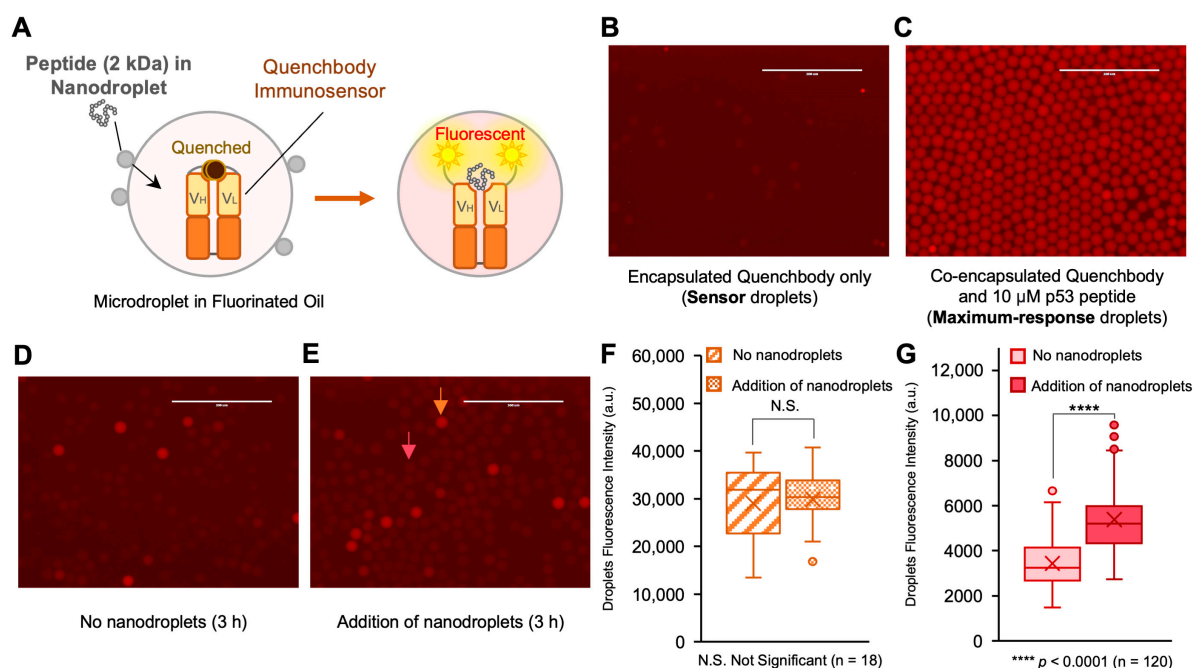 A
Peptide (2 kDa) in
Nanodroplet
Quenchbody
Immunosensor
Quenched
VH
VL
Fluorescent
VH
VL
Microdroplet in Fluorinated Oil
B
Encapsulated Quenchbody only
(Sensor droplets)
C
Co-encapsulated Quenchbody
and 10 µM p53 peptide
(Maximum-response droplets)
D
No nanodroplets (3 h)
E
Addition of nanodroplets (3 h)
F
No nanodroplets
Addition of nanodroplets
N.S.
Droplets Fluorescence Intensity (a.u.)
60,000
50,000
40,000
30,000
20,000
10,000
0
N.S. Not Significant (n = 18)
G
No nanodroplets
Addition of nanodroplets
****
Droplets Fluorescence Intensity (a.u.)
12,000
10,000
8000
6000
4000
2000
0
**** p < 0.0001 (n = 120)